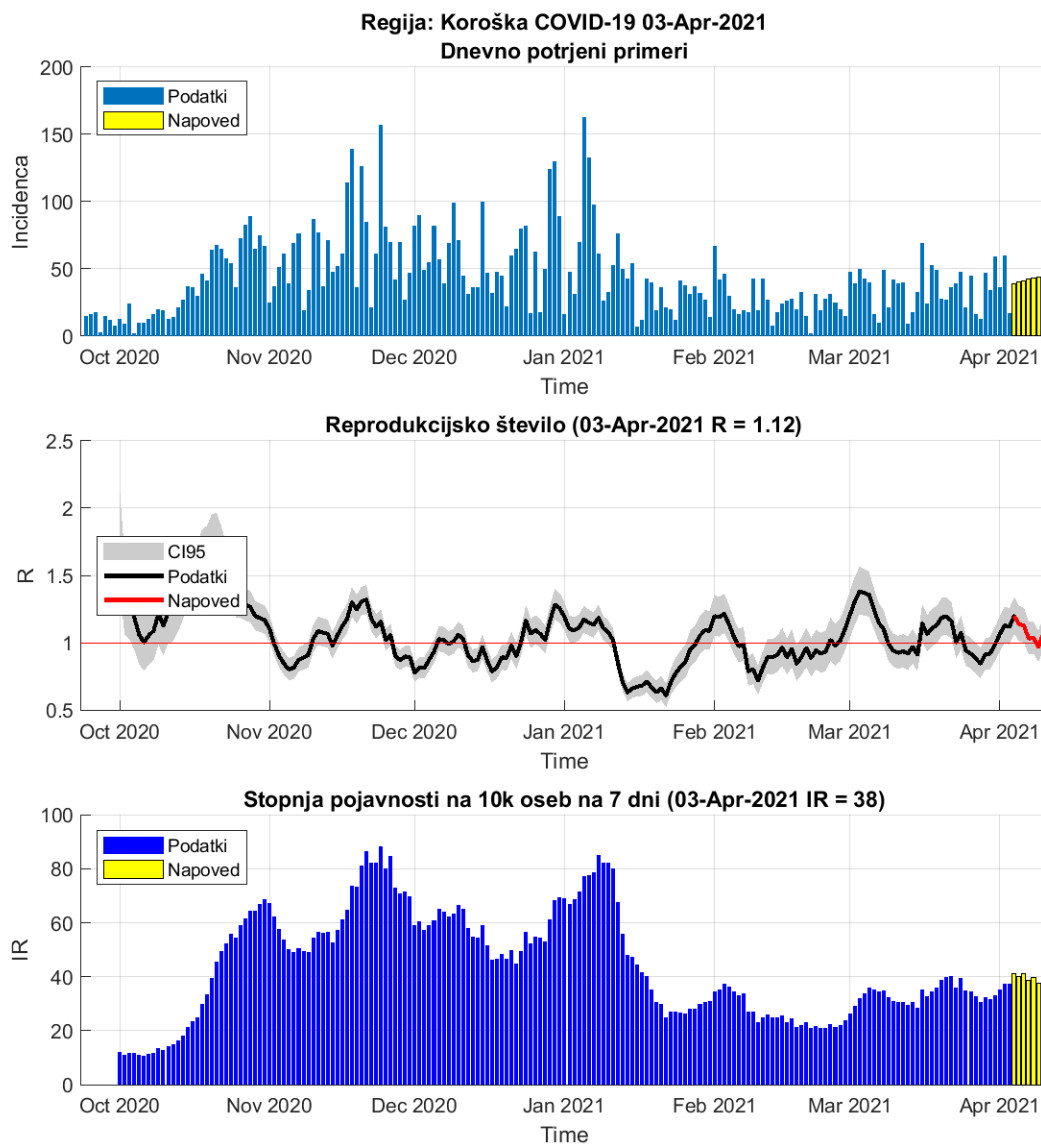 Regija: Koroška COVID-19 03-Apr-2021
Dnevno potrjeni primeri
200
150
100
50
0
Incidenca
Podatki
Napoved
Oct 2020 Nov 2020 Dec 2020 Jan 2021 Feb 2021 Mar 2021 Apr 2021
Time
Reprodukcijsko število (03-Apr-2021 R = 1.12)
2.5
2
1.5
1
0.5
R
CI95
Podatki
Napoved
Oct 2020 Nov 2020 Dec 2020 Jan 2021 Feb 2021 Mar 2021 Apr 2021
Time
Stopnja pojavnosti na 10k oseb na 7 dni (03-Apr-2021 IR = 38)
100
80
60
40
20
0
IR
Podatki
Napoved
Oct 2020 Nov 2020 Dec 2020 Jan 2021 Feb 2021 Mar 2021 Apr 2021
Time